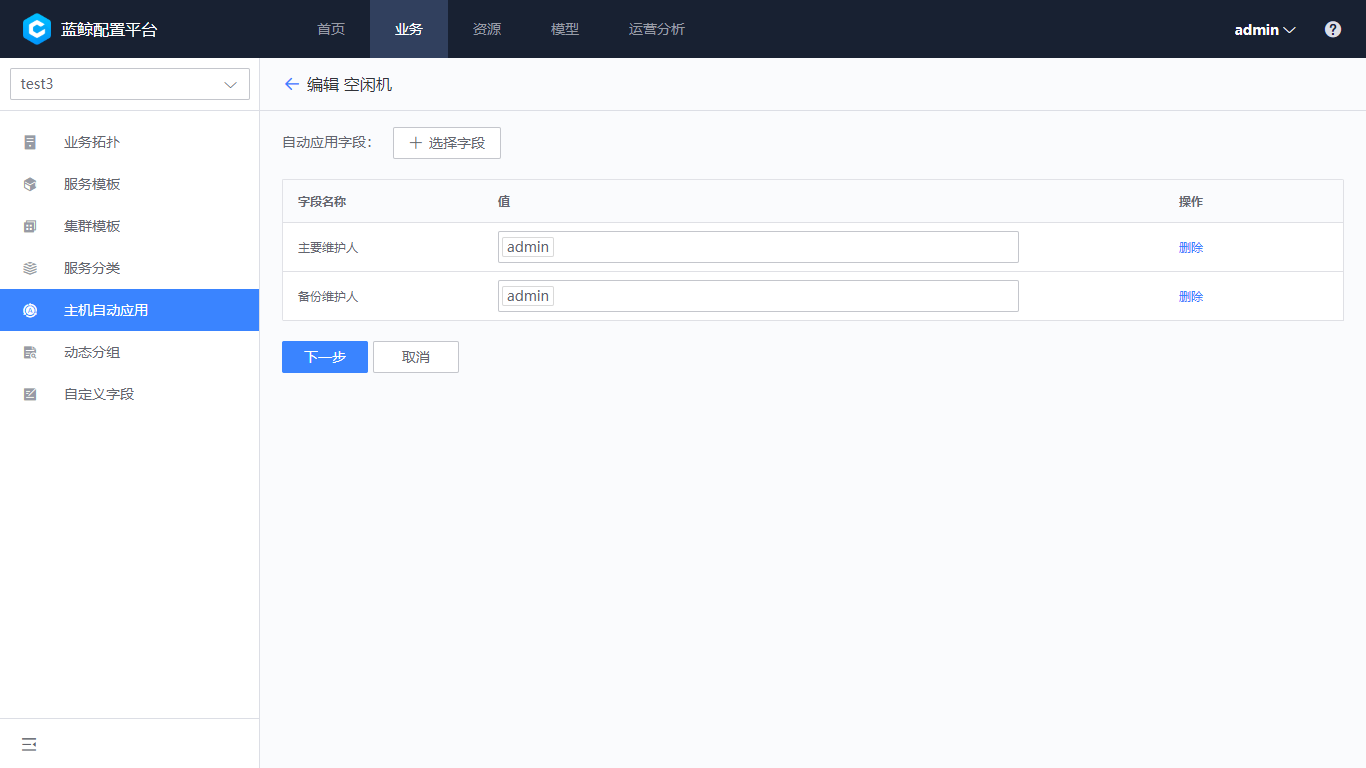 蓝鲸配置平台
首页 业务 资源 模型 运营分析
admin
test3
编辑 空闲机
业务拓扑
服务模板
集群模板
服务分类
主机自动应用
动态分组
自定义字段
自动应用字段：
选择字段
字段名称 值 操作
主要维护人 admin 删除
备份维护人 admin 删除
下一步 取消